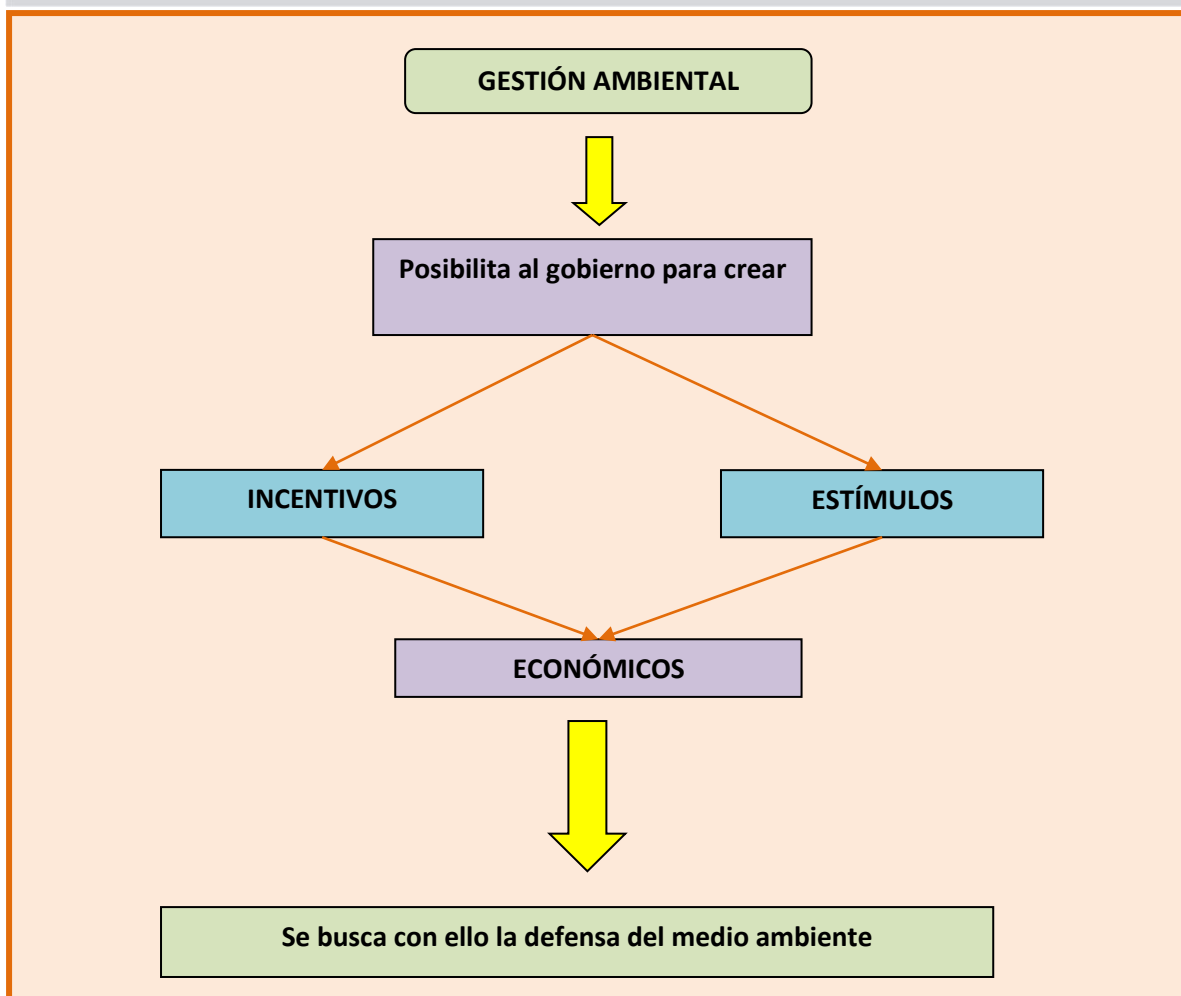 GESTIÓN AMBIENTAL
Posibilita al gobierno para crear
INCENTIVOS
ESTÍMULOS
ECONÓMICOS
Se busca con ello la defensa del medio ambiente